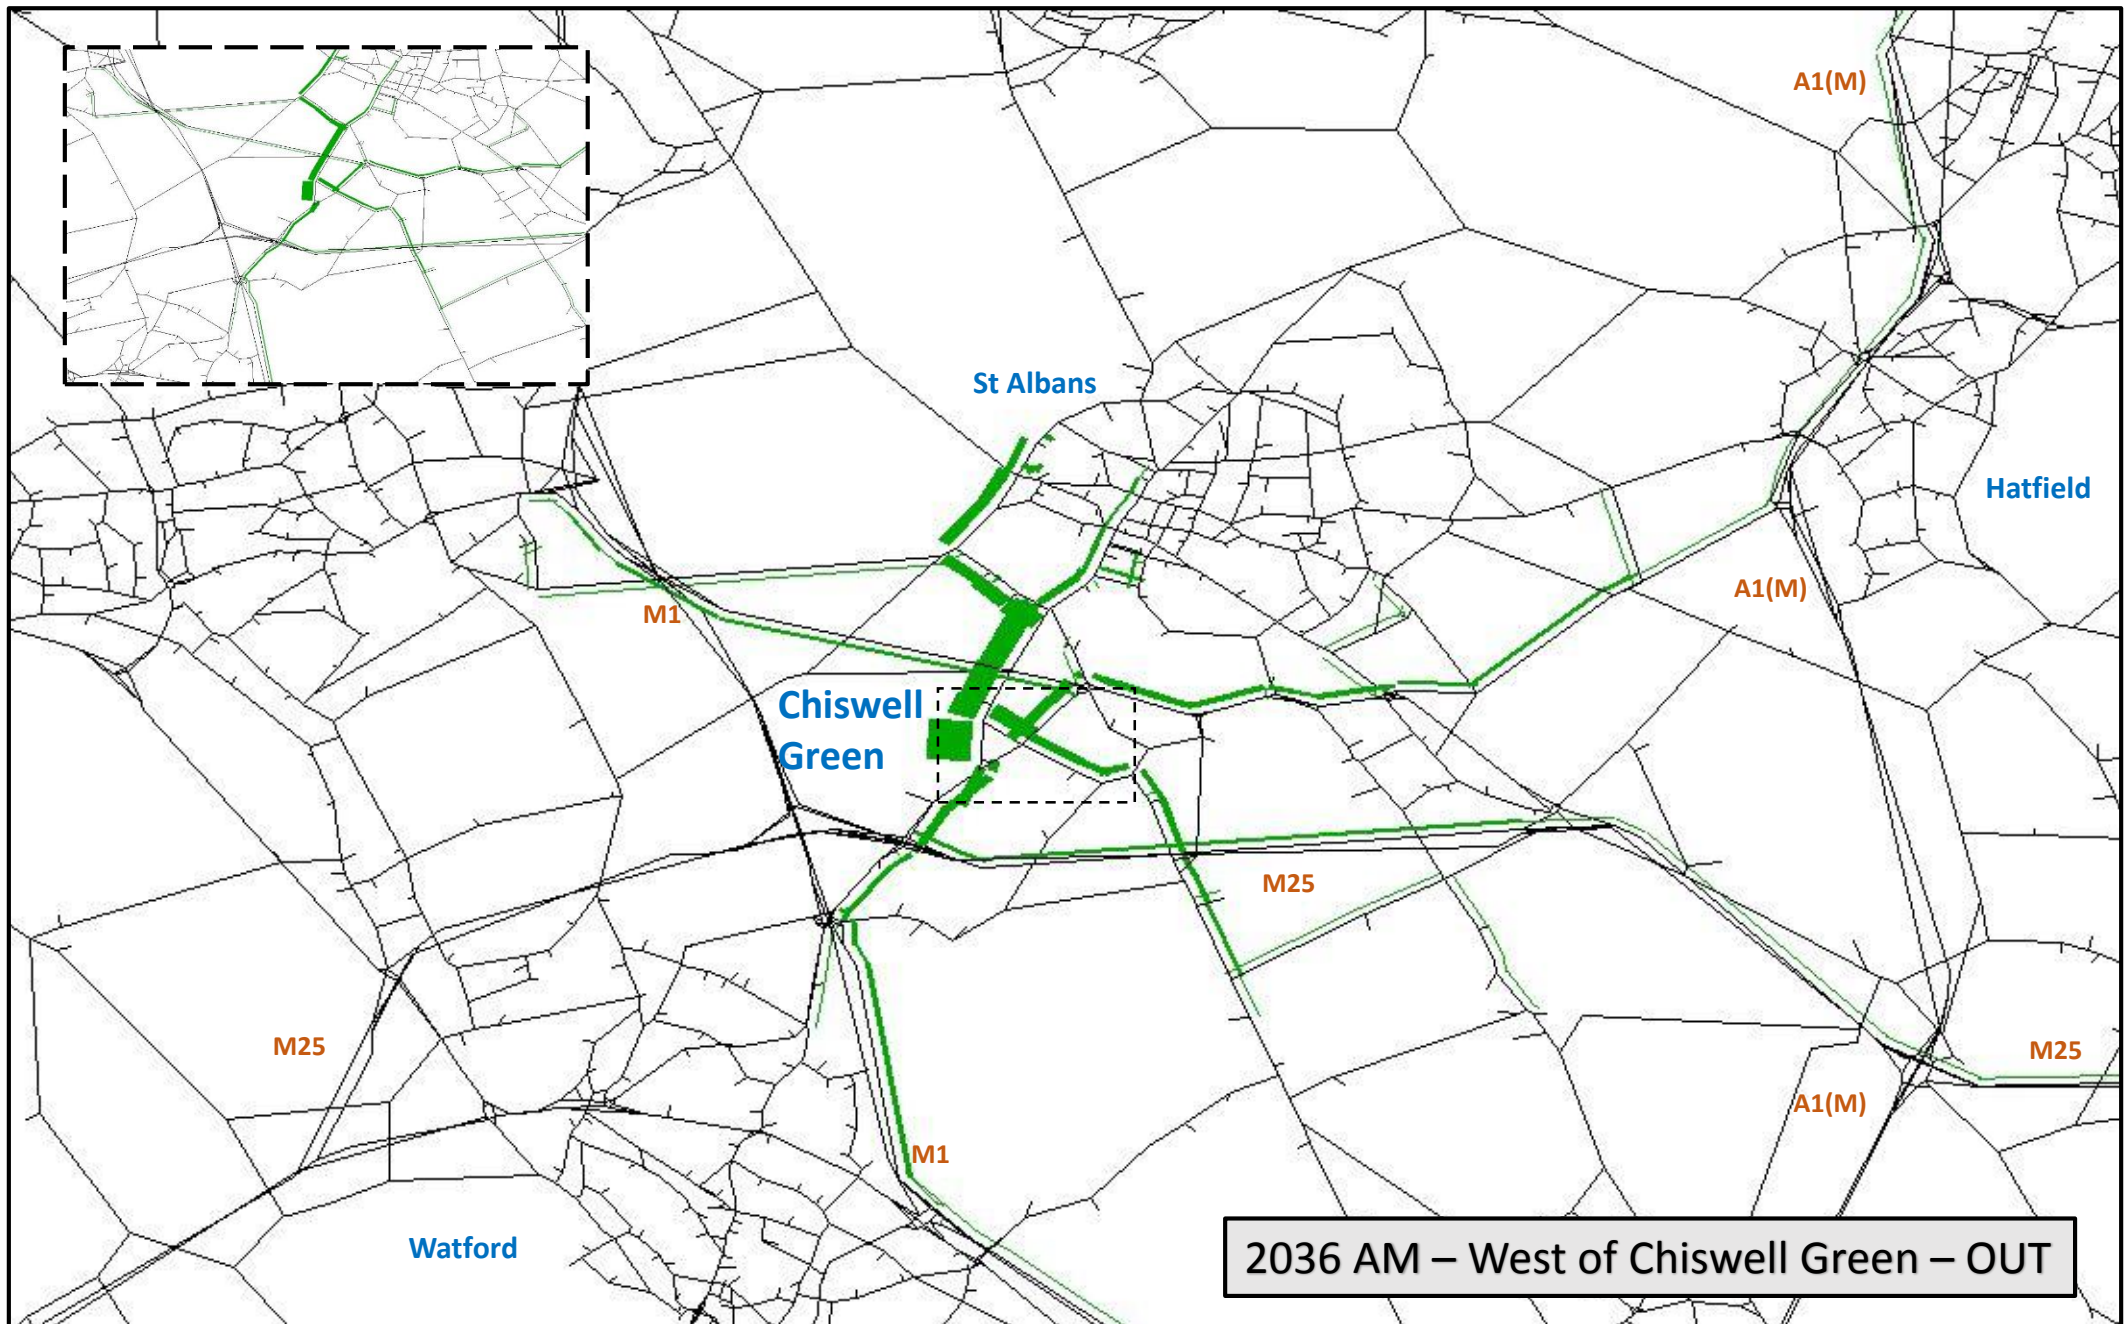 A1(M)
St Albans
Hatfield
A1(M)
M1
Chiswell
Green
M25
M25
M25
A1(M)
M1
Watford
2036 AM – West of Chiswell Green – OUT